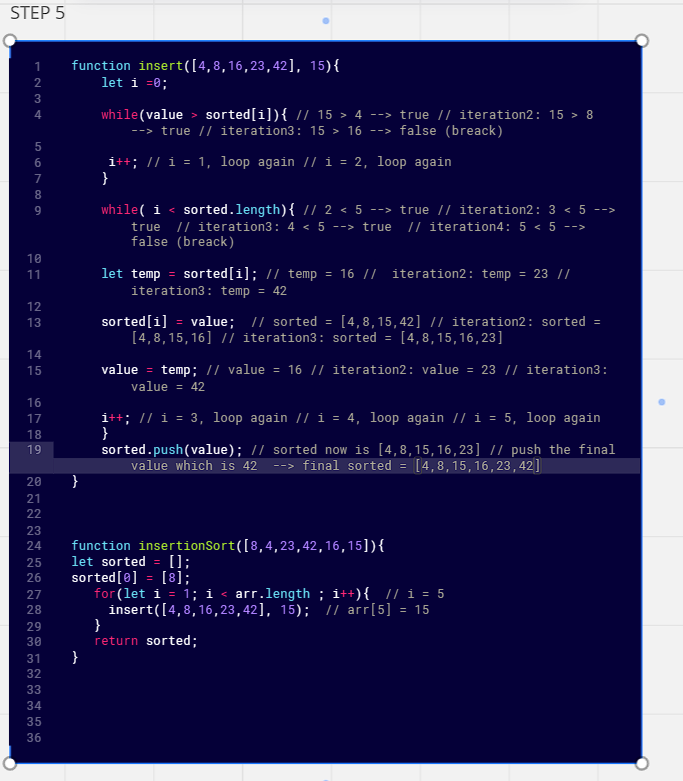 STEP 5
1 function insert([4,8,16,23,42], 15){
2 let i =0;
3
4 while(value > sorted[i]){ // 15 > 4 --> true // iteration2: 15 > 8
--> true // iteration3: 15 > 16 --> false (breack)
5
6 i++; // i = 1, loop again // i = 2, loop again
7 }
8
9 while( i < sorted.length){ // 2 < 5 --> true // iteration2: 3 < 5 -->
true // iteration3: 4 < 5 --> true // iteration4: 5 < 5 -->
false (breack)
10
11 let temp = sorted[i]; // temp = 16 // iteration2: temp = 23 //
iteration3: temp = 42
12
13 sorted[i] = value; // sorted = [4,8,15,42] // iteration2: sorted =
[4,8,15,16] // iteration3: sorted = [4,8,15,16,23]
14
15 value = temp; // value = 16 // iteration2: value = 23 // iteration3:
value = 42
16
17 i++; // i = 3, loop again // i = 4, loop again // i = 5, loop again
18 }
19 sorted.push(value); // sorted now is [4,8,15,16,23] // push the final
value which is 42 --> final sorted = [4,8,15,16,23,42]
20 }
21
22
23
24 function insertionSort([8,4,23,42,16,15]){
25 let sorted = [];
26 sorted[0] = [8];
27 for(let i = 1; i < arr.length ; i++){ // i = 5
28 insert([4,8,16,23,42], 15); // arr[5] = 15
29 }
30 return sorted;
31 }
32
33
34
35
36